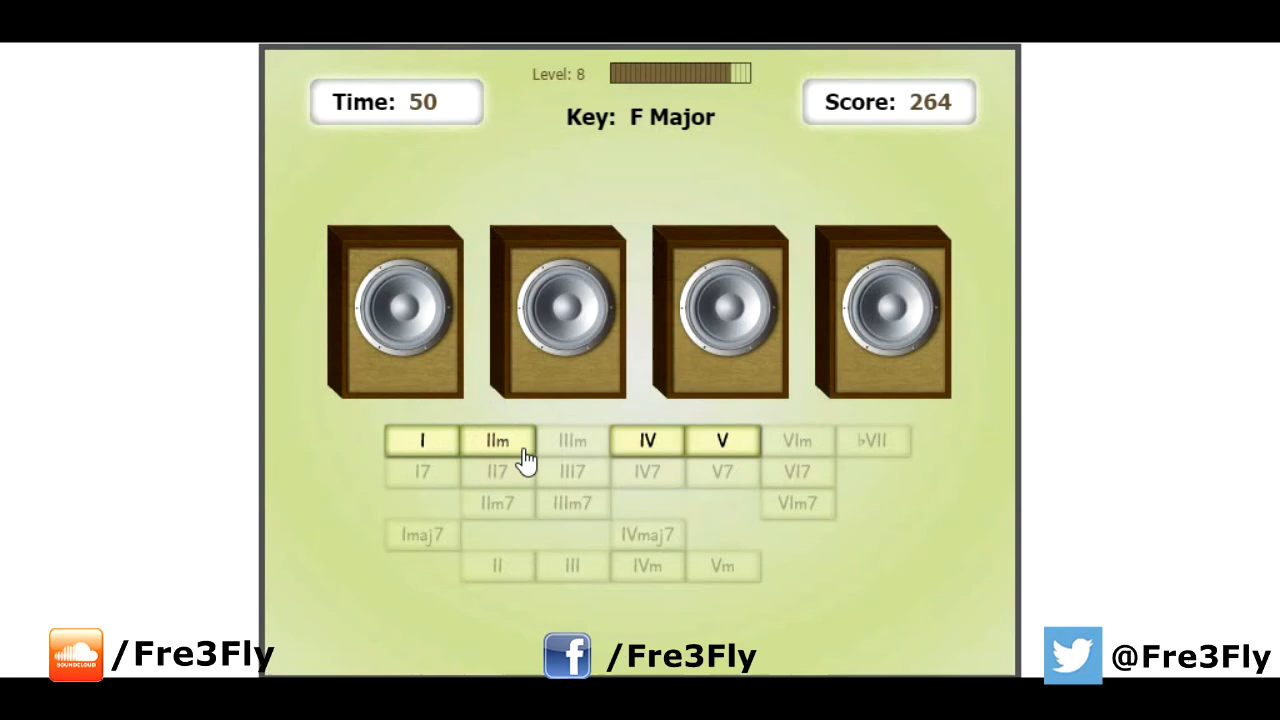 Level: 8
Time: 50
Key: F Major
Score: 264
I IIm IIIm IV V VIm ♭VII
I7 II7 III7 IV7 V7 VI7
IIm7 IIIm7 VIm7
Imaj7 IVmaj7
II III IVm Vm
SOUNDCLOUD /Fre3Fly
f /Fre3Fly
@Fre3Fly